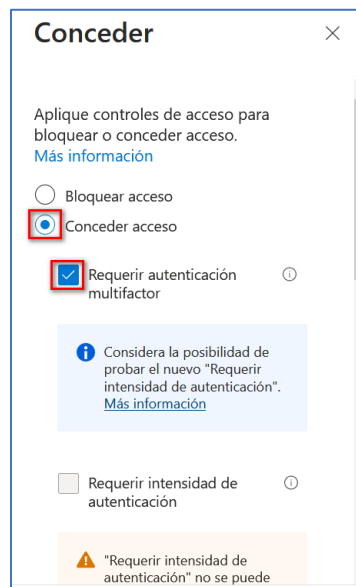 Conceder
Aplique controles de acceso para
bloquear o conceder acceso.
Más información
Bloquear acceso
Conceder acceso
Requerir autenticación
multifactor
Considera la posibilidad de
probar el nuevo "Requerir
intensidad de autenticación".
Más información
Requerir intensidad de
autenticación
"Requerir intensidad de
autenticación" no se puede